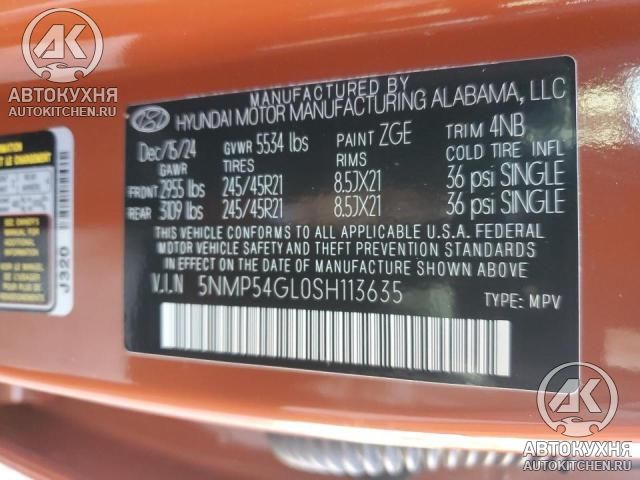 АК
АВТОКУХНЯ
AUTOKITCHEN.RU
MANUFACTURED BY
HYUNDAI MOTOR MANUFACTURING ALABAMA, LLC
Dec/15/24 GVWR 5534 lbs PAINT ZGE TRIM 4NB
GAWR TIRES RIMS COLD TIRE INFL
FRONT 2955 lbs 245/45R21 8.5JX21 36 psi SINGLE
REAR 3109 lbs 245/45R21 8.5JX21 36 psi SINGLE
THIS VEHICLE CONFORMS TO ALL APPLICABLE U.S.A. FEDERAL
MOTOR VEHICLE SAFETY AND THEFT PREVENTION STANDARDS
IN EFFECT ON THE DATE OF MANUFACTURE SHOWN ABOVE.
V.I.N 5NMP54GL0SH113635
TYPE: MPV
J320
АК
АВТОКУХНЯ
AUTOKITCHEN.RU